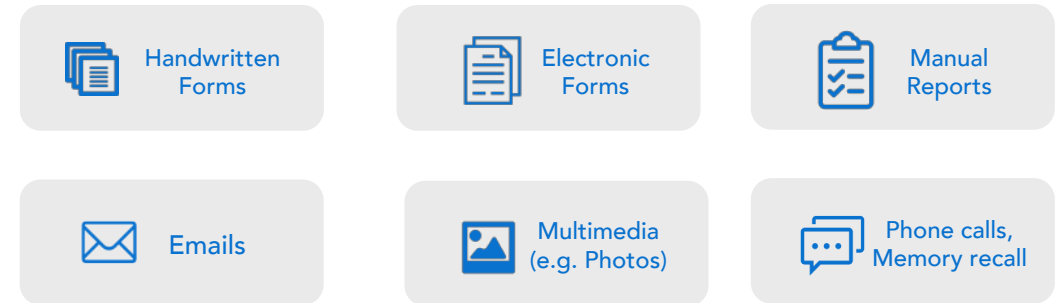 Handwritten
Forms
Electronic
Forms
Manual
Reports
Emails
Multimedia
(e.g. Photos)
Phone calls,
Memory recall